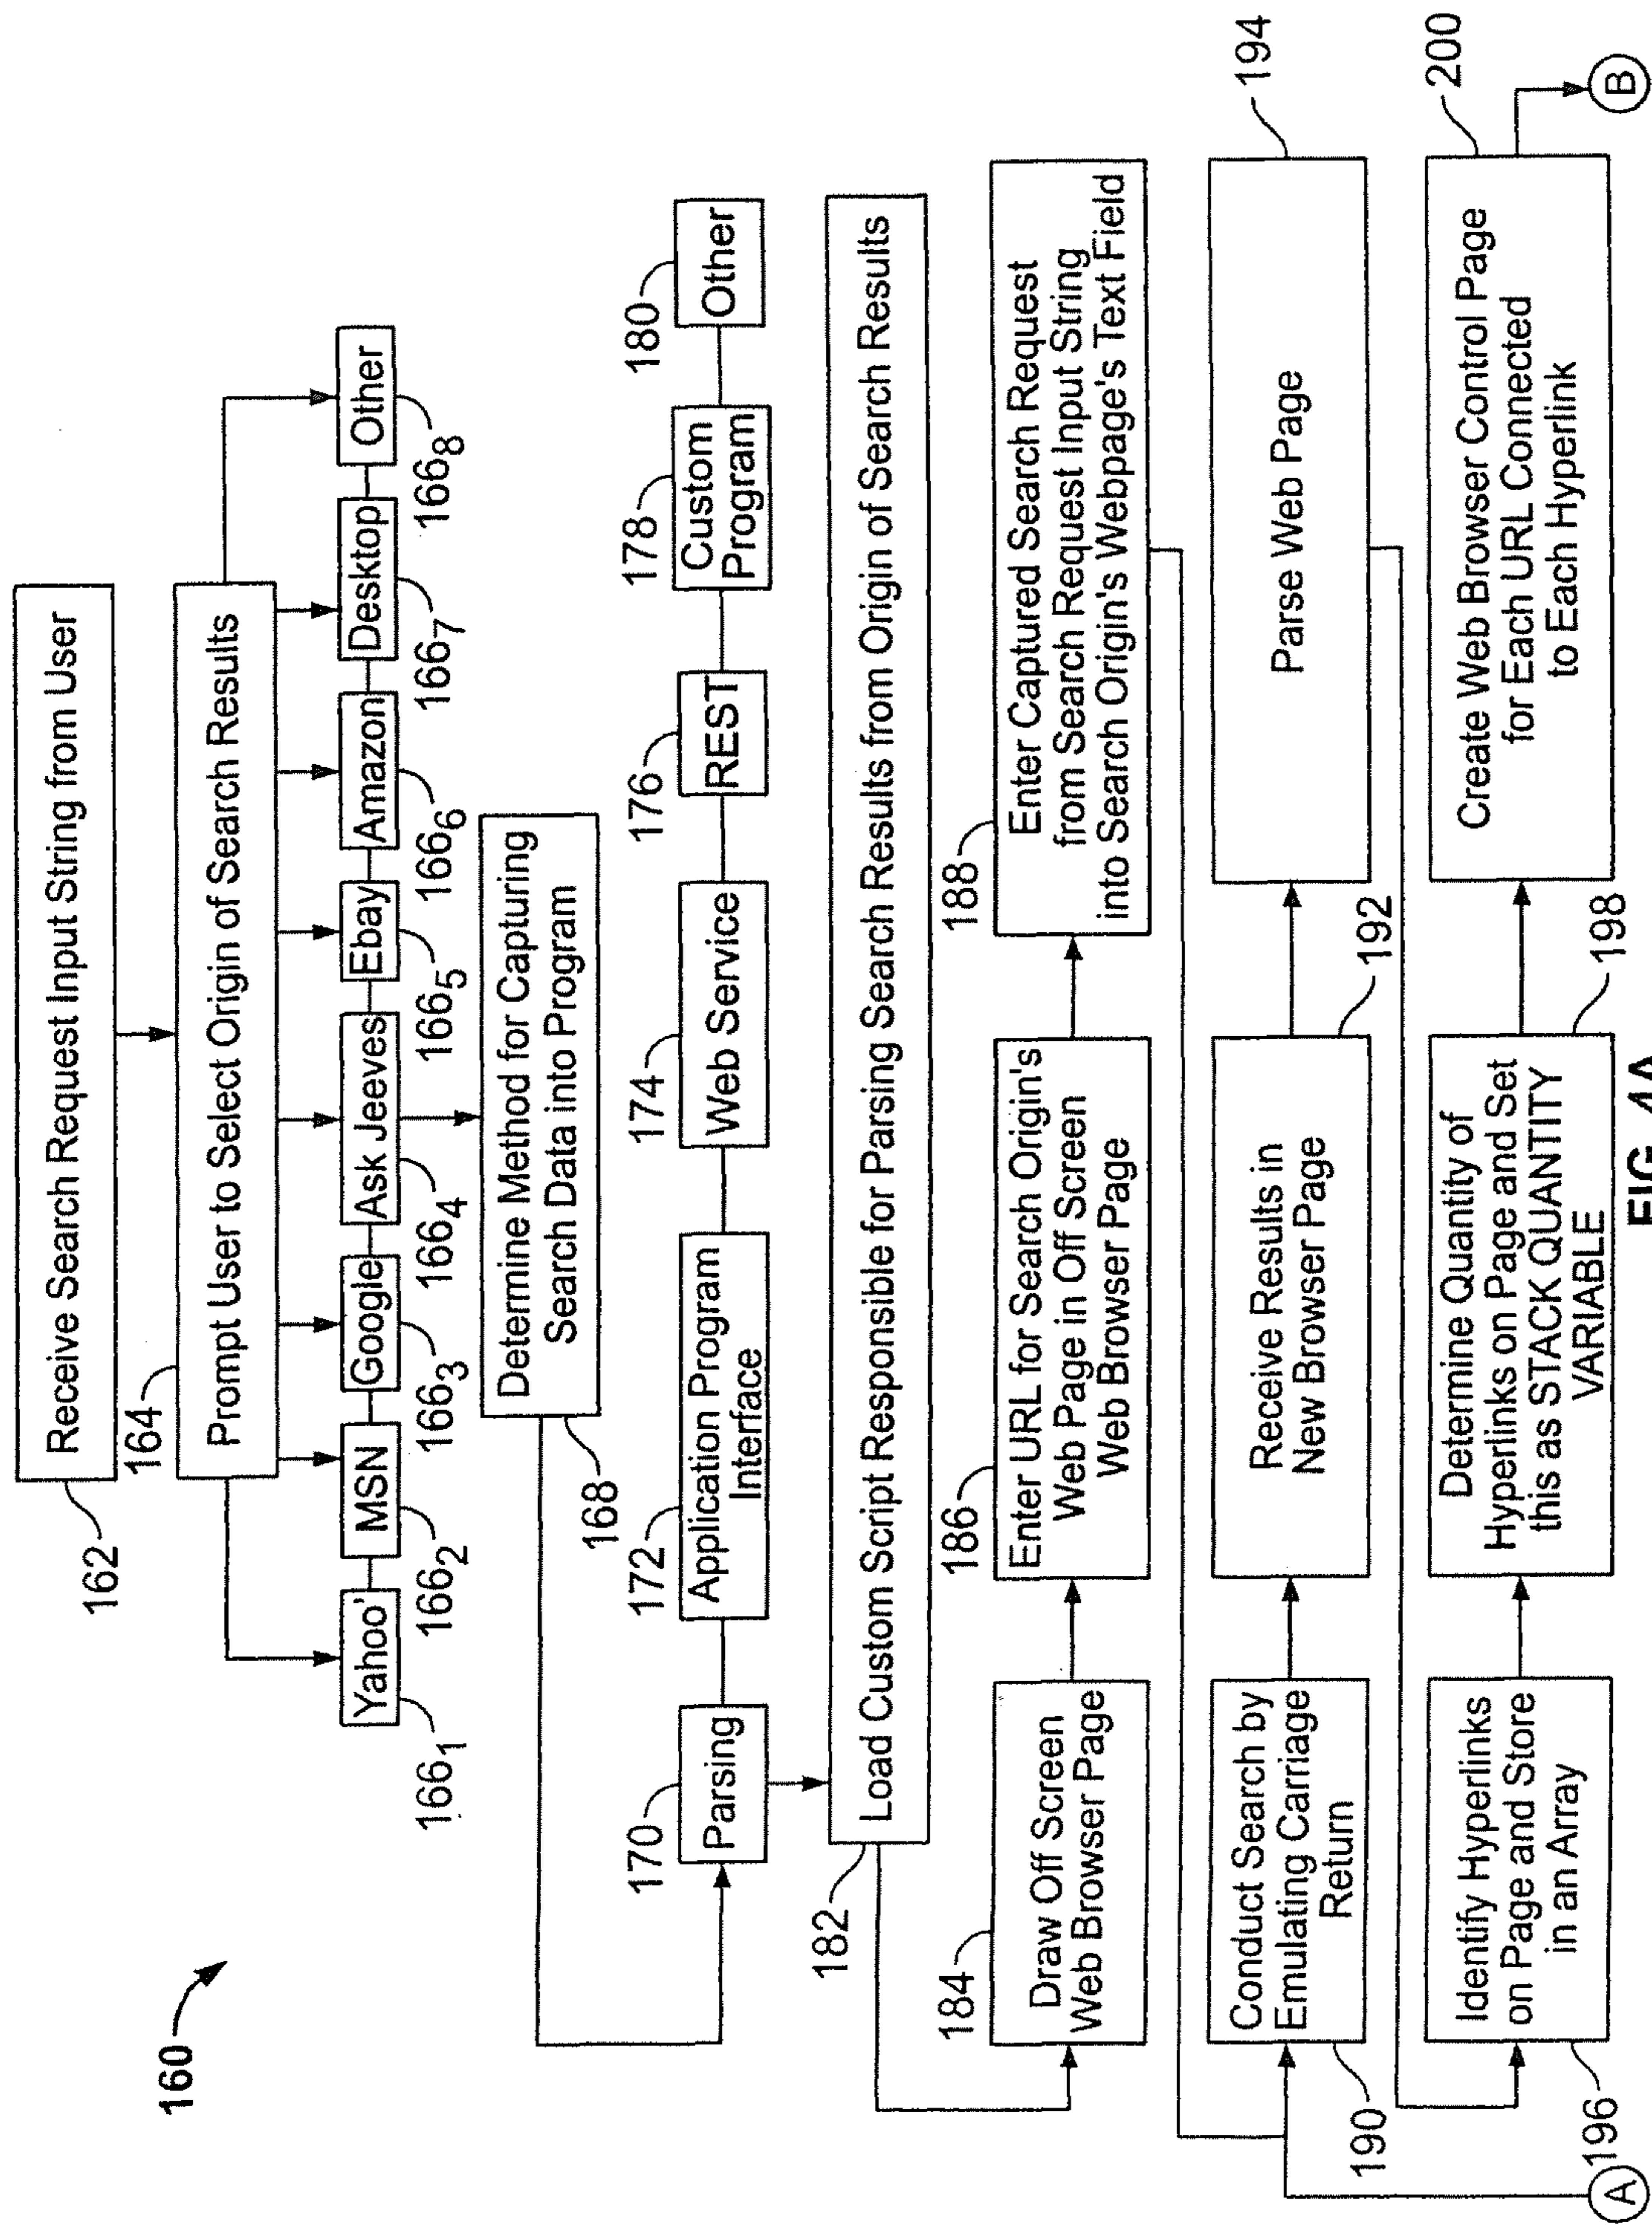 160
Receive Search Request Input String from User
162
164
Prompt User to Select Origin of Search Results
Yahoo'
MSN
Google
Ask Jeeves
Ebay
Amazon
Desktop
Other
166₁
166₂
166₃
166₄
166₅
166₆
166₇
166₈
Determine Method for Capturing
Search Data into Program
168
170
172
174
176
178
180
Parsing
Application Program
Interface
Web Service
REST
Custom
Program
Other
Load Custom Script Responsible for Parsing Search Results from Origin of Search Results
182
184
Draw Off Screen
Web Browser Page
186
Enter URL for Search Origin's
Web Page in Off Screen
Web Browser Page
188
Enter Captured Search Request
from Search Request Input String
into Search Origin's Webpage's Text Field
Conduct Search by
Emulating Carriage
Return
190
Receive Results in
New Browser Page
192
Parse Web Page
194
Identify Hyperlinks
on Page and Store
in an Array
196
Determine Quantity of
Hyperlinks on Page and Set
this as STACK QUANTITY
VARIABLE
198
Create Web Browser Control Page
for Each URL Connected
to Each Hyperlink
200
A
B
FIG. 4A